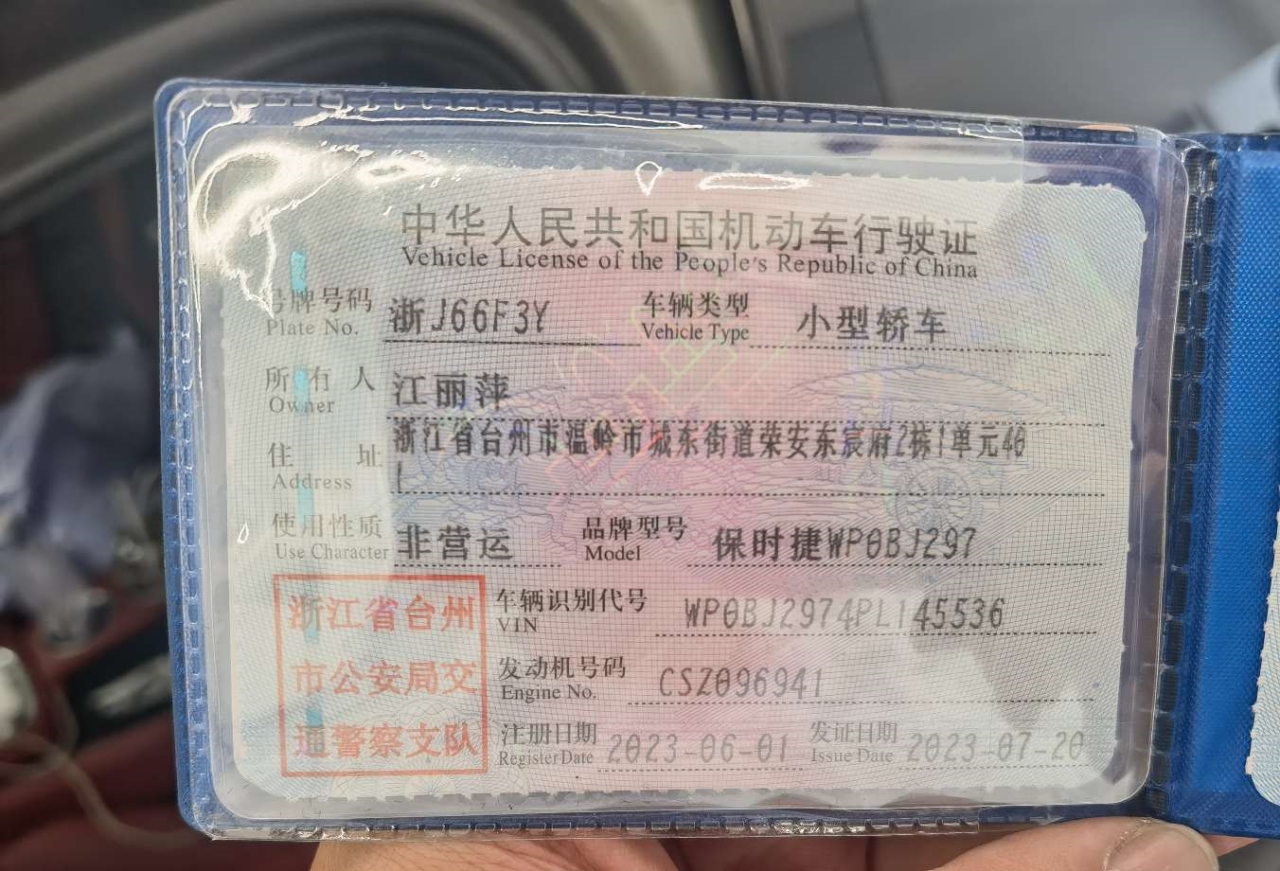 中华人民共和国机动车行驶证
Vehicle License of the People's Republic of China
号牌号码 浙J66F3Y 车辆类型 小型轿车
Plate No. Vehicle Type
所有人 江丽萍
Owner
住址 浙江省台州市温岭市城东街道荣安东宸府2栋1单元40
Address 1
使用性质 非营运 品牌型号 保时捷WP0BJ297
Use Character Model
浙江省台州 车辆识别代号 WP0BJ2974PL145536
VIN
市公安局交 发动机号码 CSZ096941
Engine No.
通警察支队 注册日期 2023-06-01 发证日期 2023-07-20
Register Date Issue Date